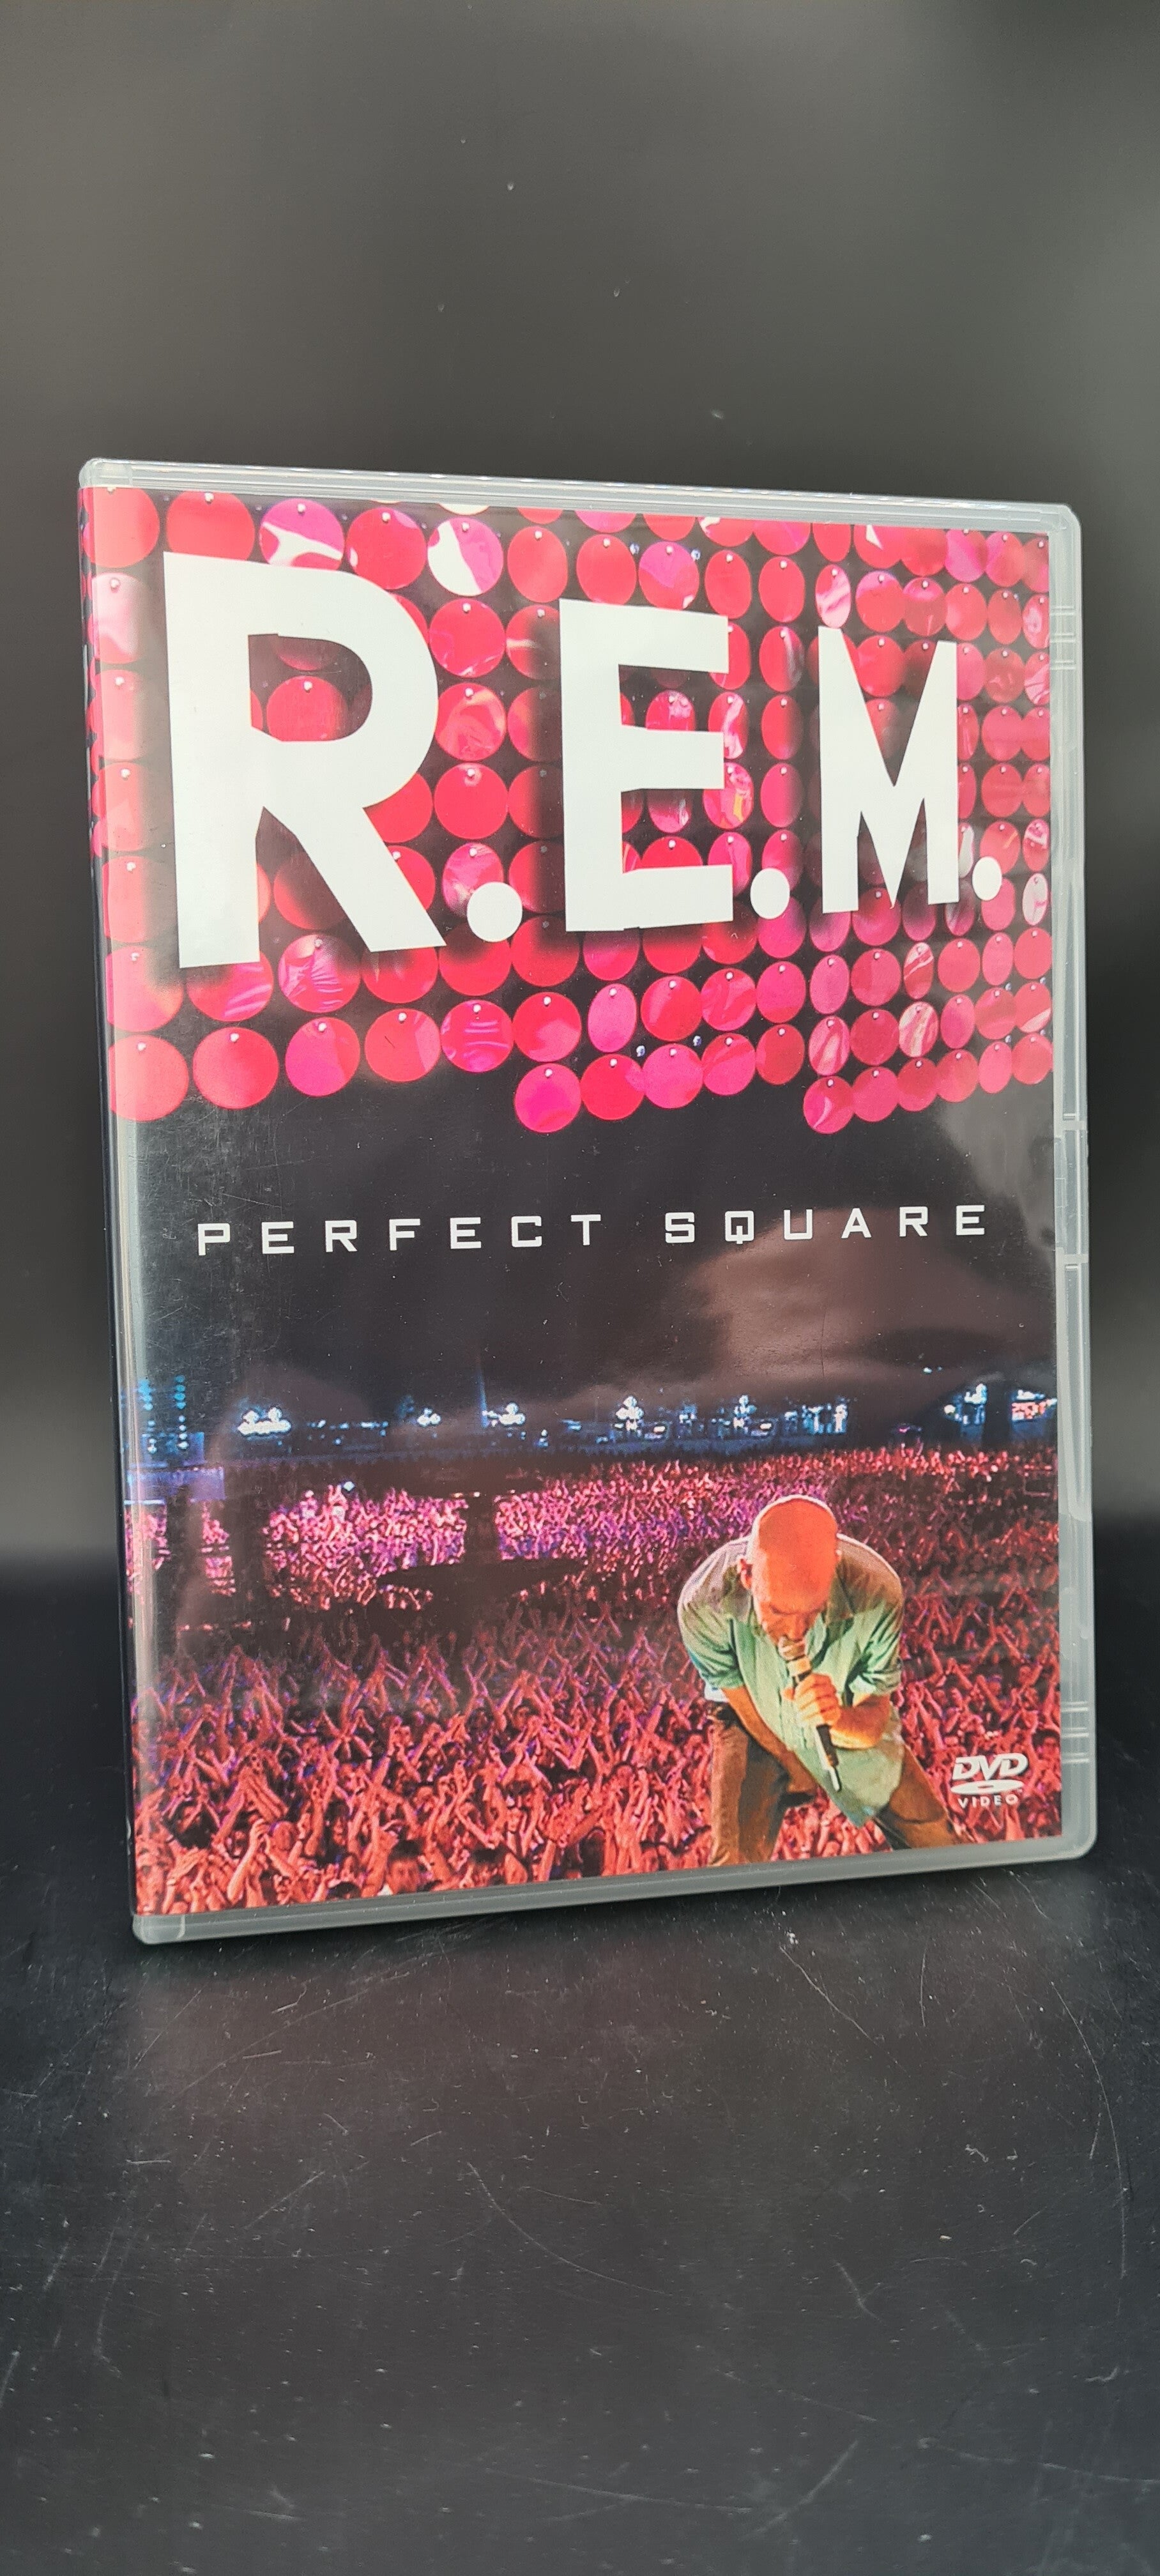 R.E.M.
PERFECT SQUARE
DVD
VIDEO